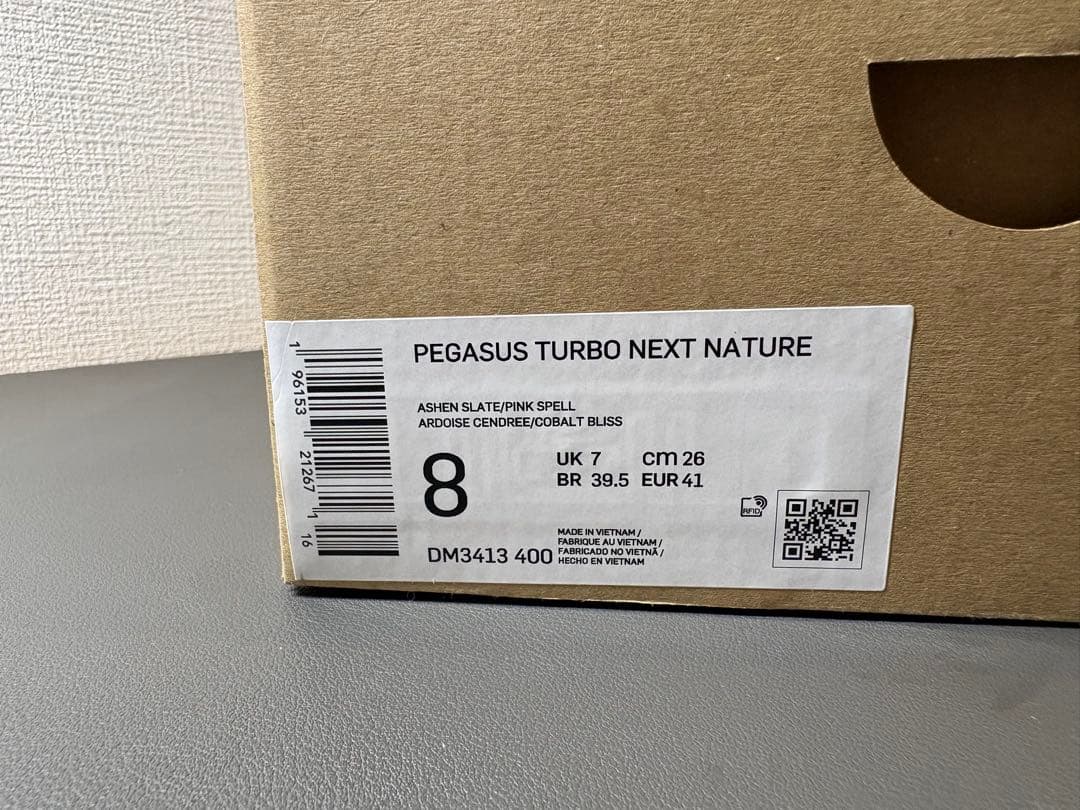 PEGASUS TURBO NEXT NATURE
ASHEN SLATE/PINK SPELL
ARDOISE CENDREE/COBALT BLISS
8
UK 7 cm 26
BR 39.5 EUR 41
MADE IN VIETNAM /
FABRIQUE AU VIETNAM /
FABRICADO NO VIETNÃ /
HECHO EN VIETNAM
DM3413 400
RFID
1 96153 21267 1 16